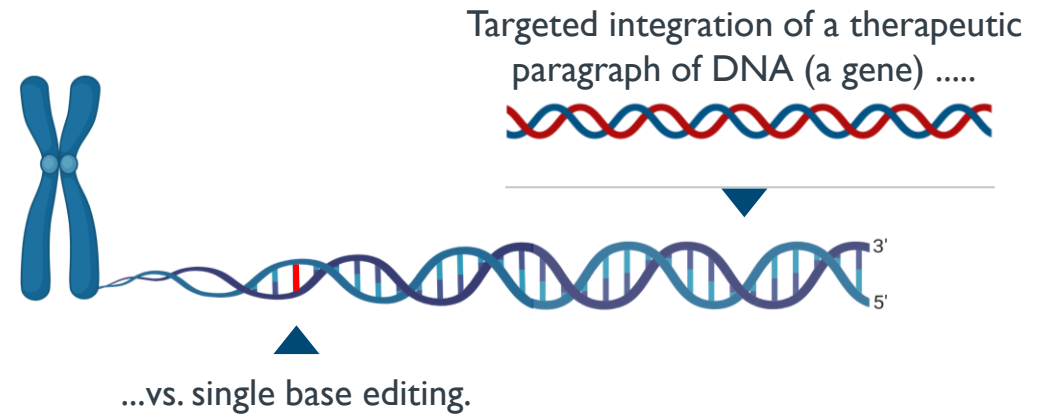 Targeted integration of a therapeutic
paragraph of DNA (a gene) .....
3'
5'
...vs. single base editing.